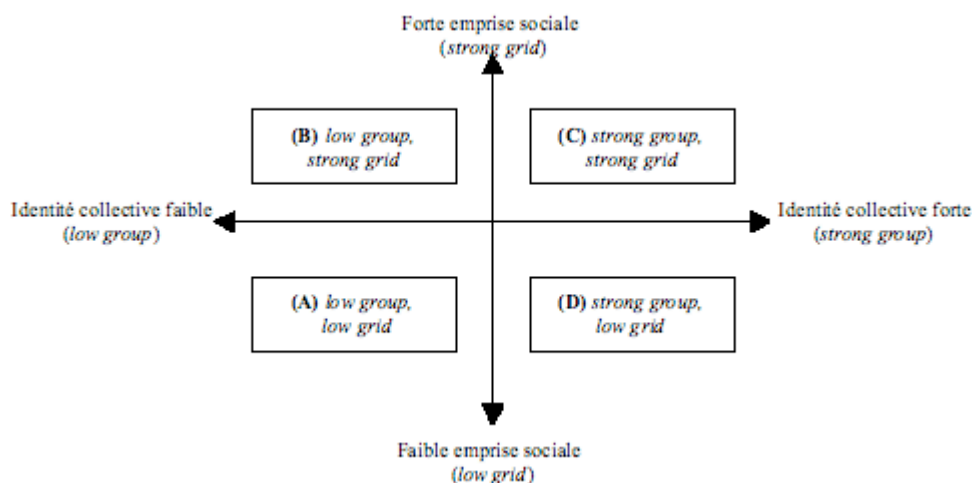 Forte emprise sociale
(strong grid)
(B) low group,
strong grid
(C) strong group,
strong grid
Identité collective faible
(low group)
Identité collective forte
(strong group)
(A) low group,
low grid
(D) strong group,
low grid
Faible emprise sociale
(low grid)